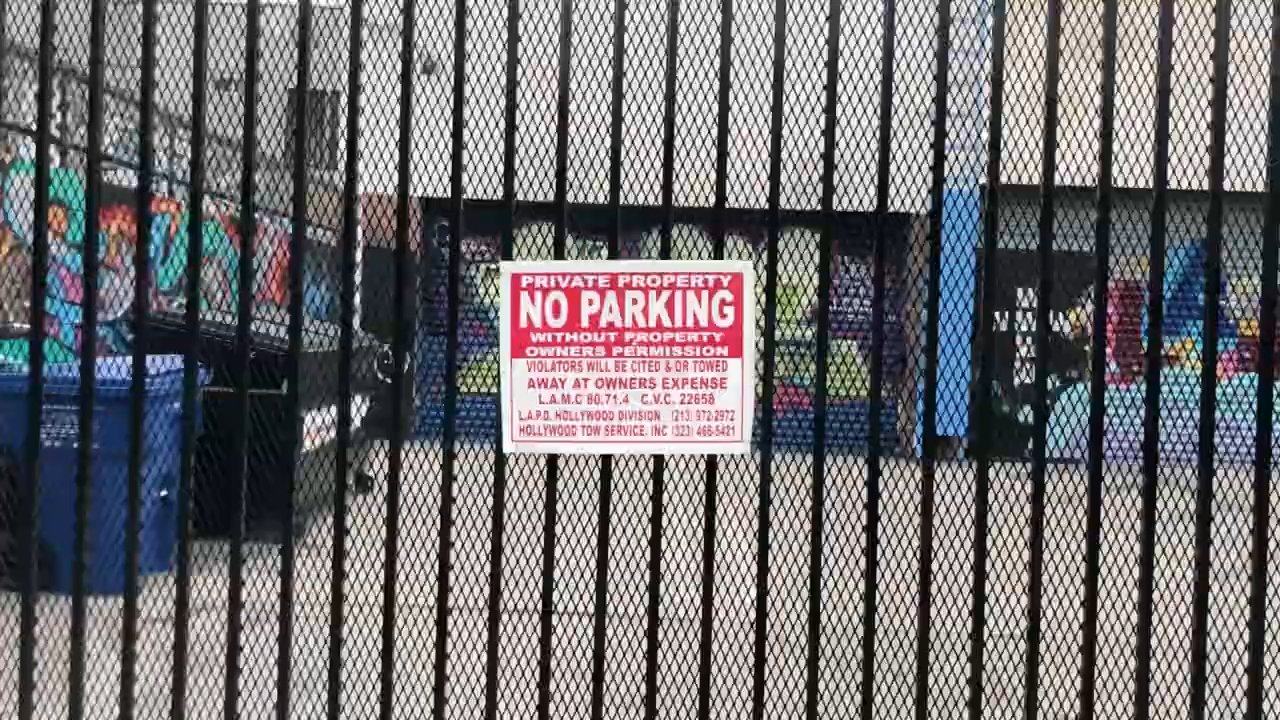 PRIVATE PROPERTY
NO PARKING
WITHOUT PROPERTY
OWNERS PERMISSION
VIOLATORS WILL BE CITED & OR TOWED
AWAY AT OWNERS EXPENSE
L.A.M.C 80.71.4 C.V.C. 22658
L.A.P.D. HOLLYWOOD DIVISION (213) 972-2972
HOLLYWOOD TOW SERVICE, INC (323) 466-5421